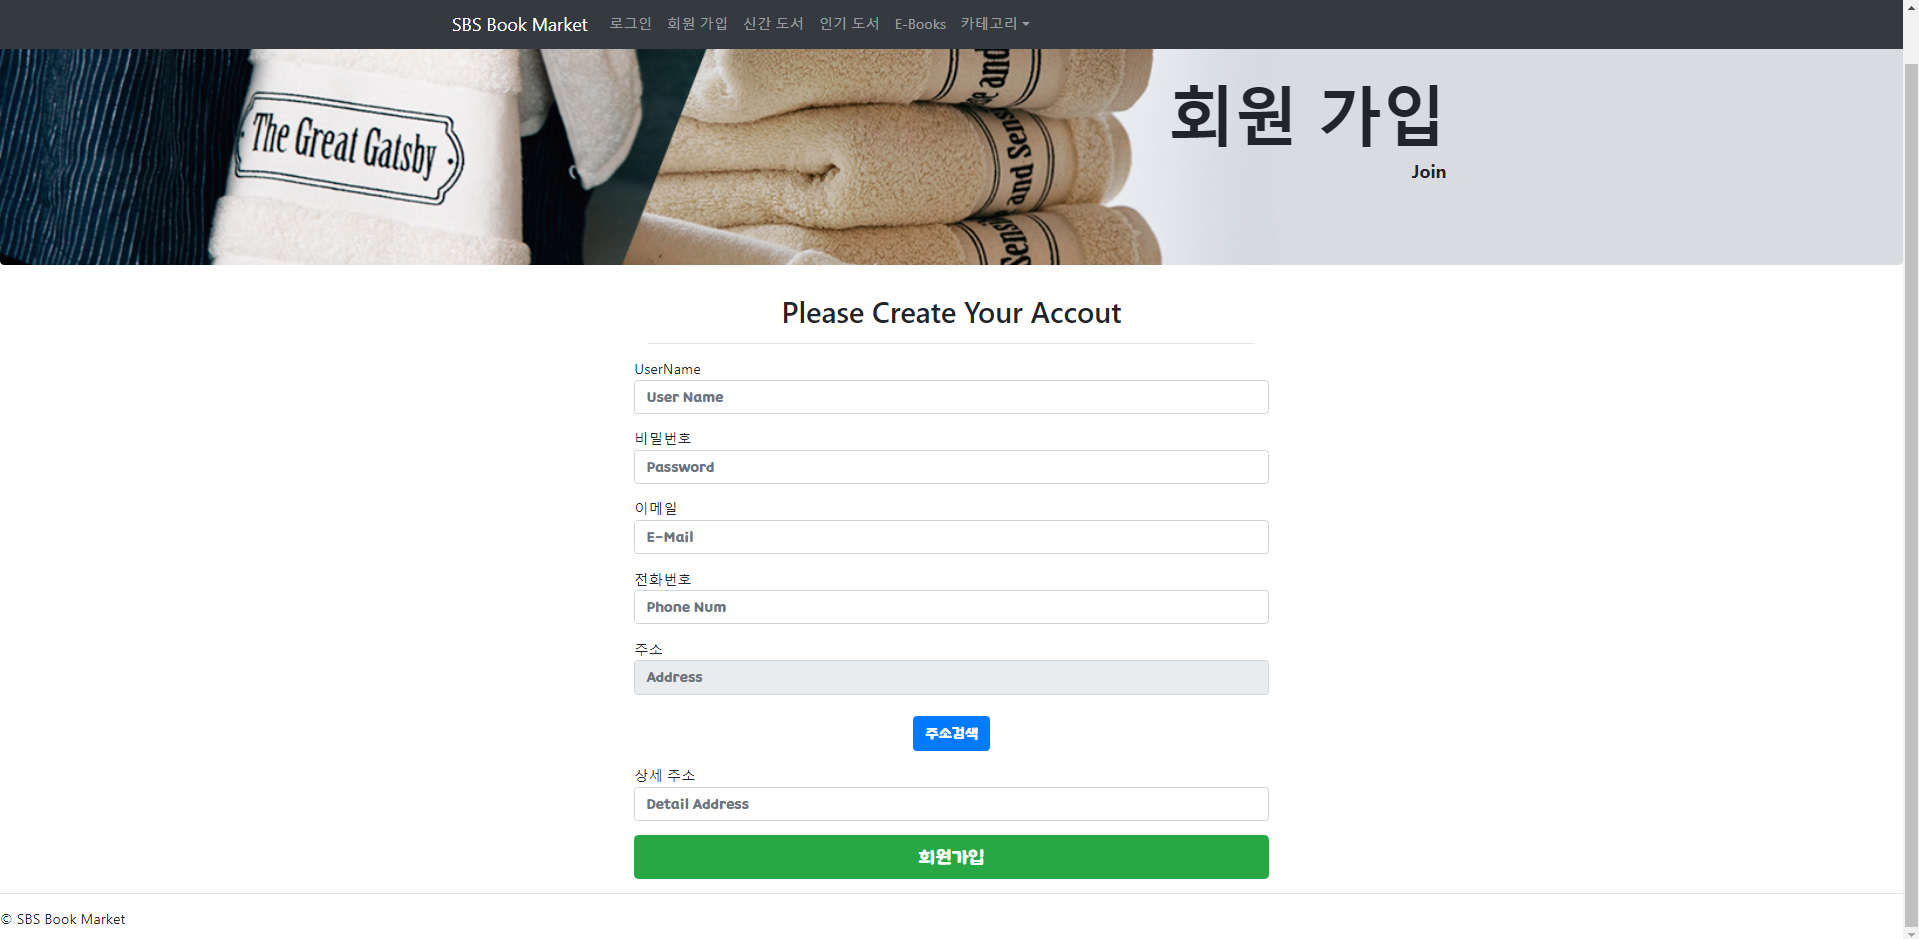 SBS Book Market 로그인 회원 가입 신간 도서 인기 도서 E-Books 카테고리
The Great Gatsby
and
Sens and
Sens
회원 가입
Join
Please Create Your Accout
UserName
User Name
비밀번호
Password
이메일
E-Mail
전화번호
Phone Num
주소
Address
주소검색
상세 주소
Detail Address
회원가입
© SBS Book Market